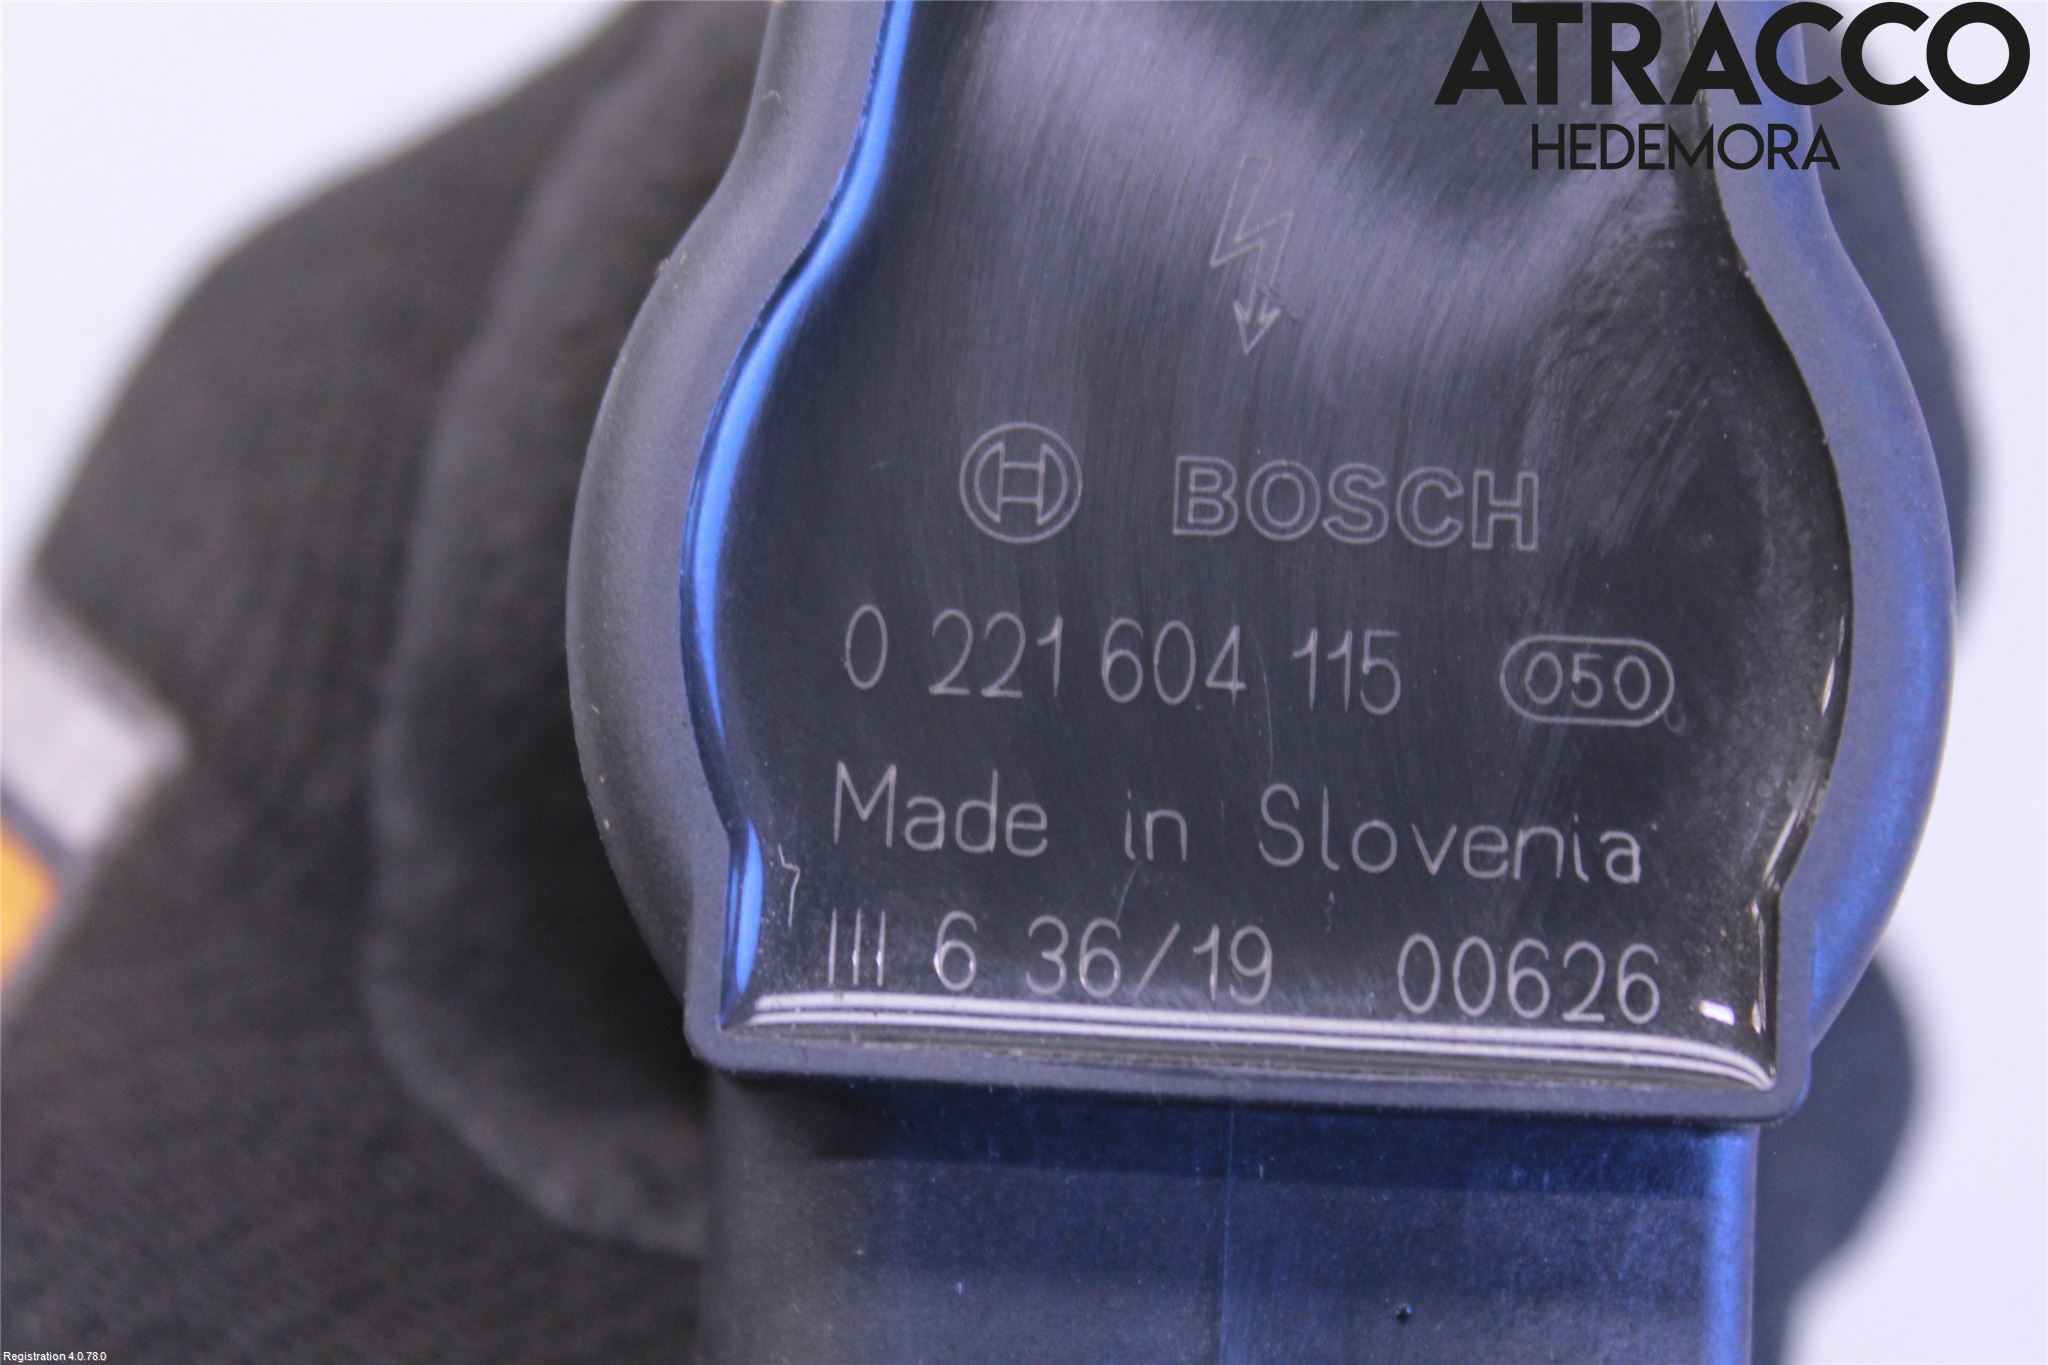 ATRACCO
HEDEMORA
BOSCH
0 221 604 115 050
Made in Slovenia
III 6 36/19 00626
Registration 4.0.78.0